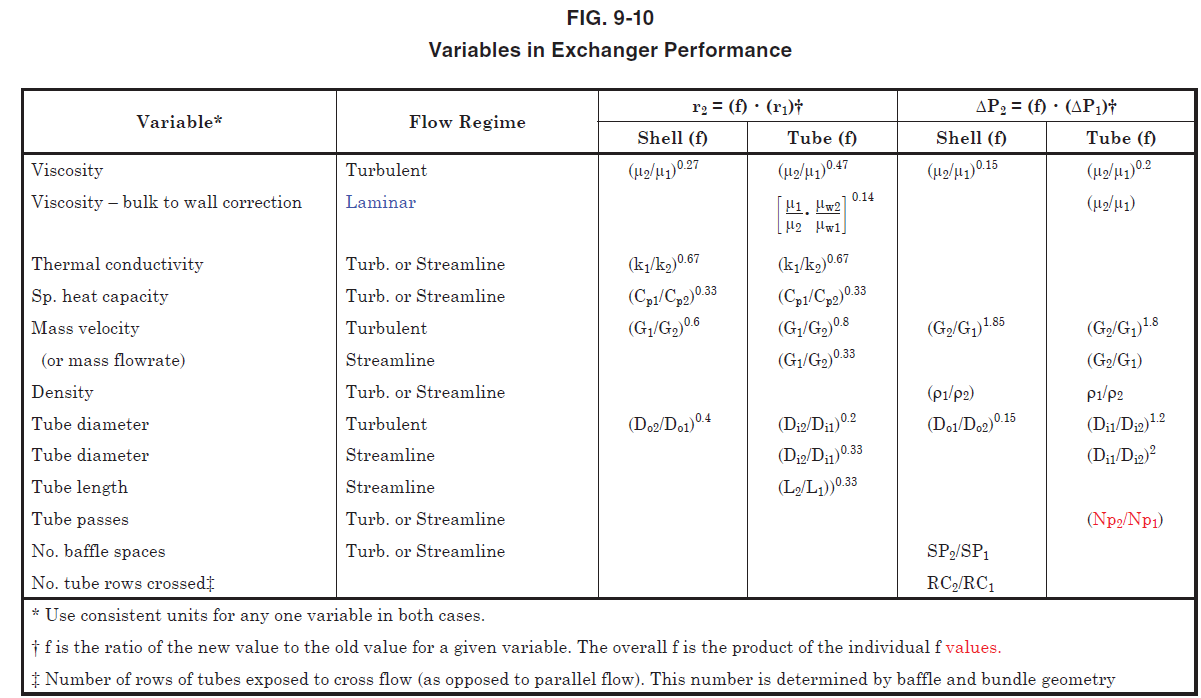 FIG. 9-10
Variables in Exchanger Performance
Variable* Flow Regime r₂ = (f) · (r₁)† ΔP₂ = (f) · (ΔP₁)†
Shell (f) Tube (f) Shell (f) Tube (f)
Viscosity Turbulent (μ₂/μ₁)^0.27 (μ₂/μ₁)^0.47 (μ₂/μ₁)^0.15 (μ₂/μ₁)^0.2
Viscosity – bulk to wall correction Laminar [μ₁/μ₂ · μw2/μw1]^0.14 (μ₂/μ₁)
Thermal conductivity Turb. or Streamline (k₁/k₂)^0.67 (k₁/k₂)^0.67
Sp. heat capacity Turb. or Streamline (Cp1/Cp2)^0.33 (Cp1/Cp2)^0.33
Mass velocity Turbulent (G₁/G₂)^0.6 (G₁/G₂)^0.8 (G₂/G₁)^1.85 (G₂/G₁)^1.8
(or mass flowrate) Streamline (G₁/G₂)^0.33 (G₂/G₁)
Density Turb. or Streamline (ρ₁/ρ₂) ρ₁/ρ₂
Tube diameter Turbulent (Do2/Do1)^0.4 (Di2/Di1)^0.2 (Do1/Do2)^0.15 (Di1/Di2)^1.2
Tube diameter Streamline (Di2/Di1)^0.33 (Di1/Di2)^2
Tube length Streamline (L₂/L₁))^0.33
Tube passes Turb. or Streamline (Np₂/Np₁)
No. baffle spaces Turb. or Streamline SP₂/SP₁
No. tube rows crossed‡ RC₂/RC₁
* Use consistent units for any one variable in both cases.
† f is the ratio of the new value to the old value for a given variable. The overall f is the product of the individual f values.
‡ Number of rows of tubes exposed to cross flow (as opposed to parallel flow). This number is determined by baffle and bundle geometry